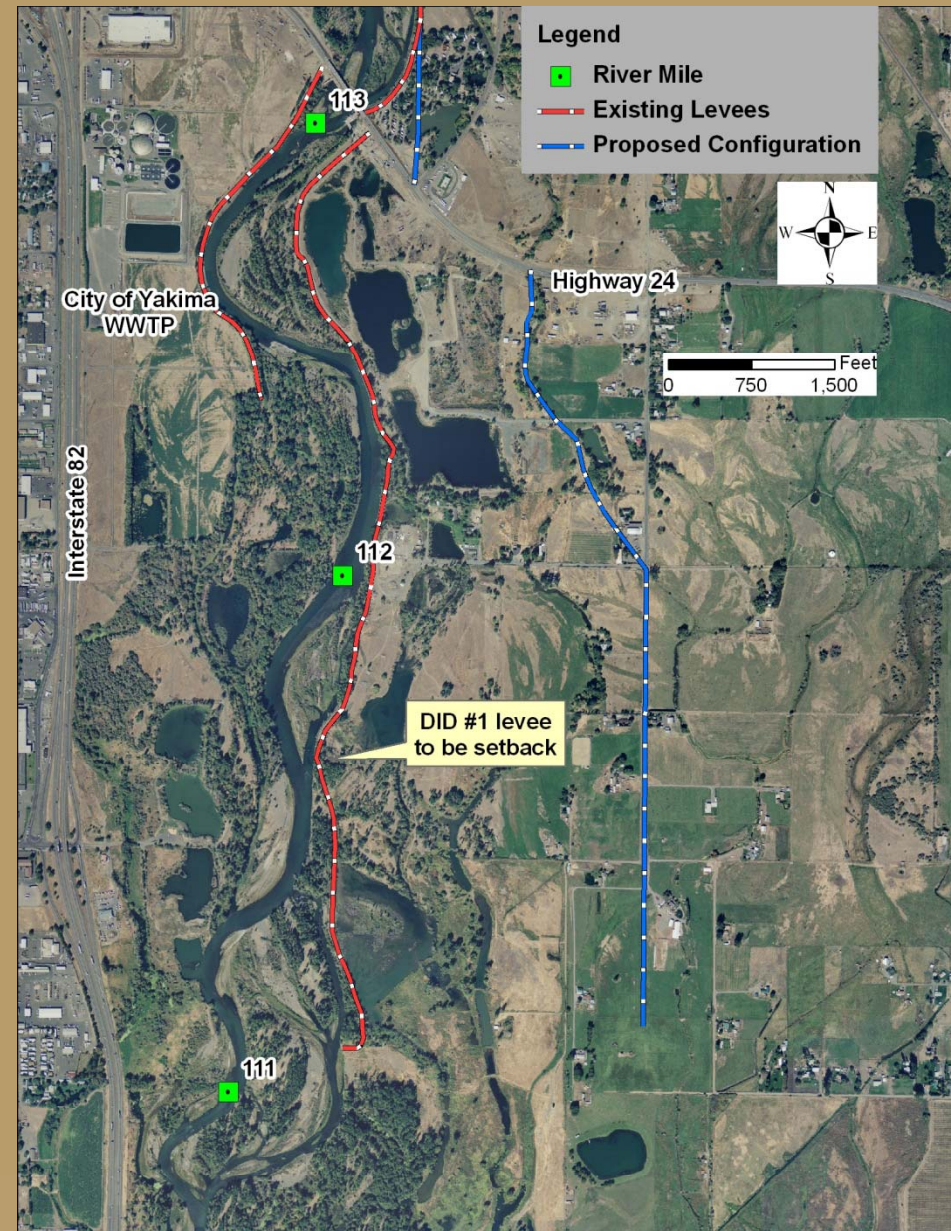 Legend
River Mile
Existing Levees
Proposed Configuration
113
N
W
E
S
Highway 24
City of Yakima
WWTP
Feet
0
750
1,500
Interstate 82
112
DID #1 levee
to be setback
111